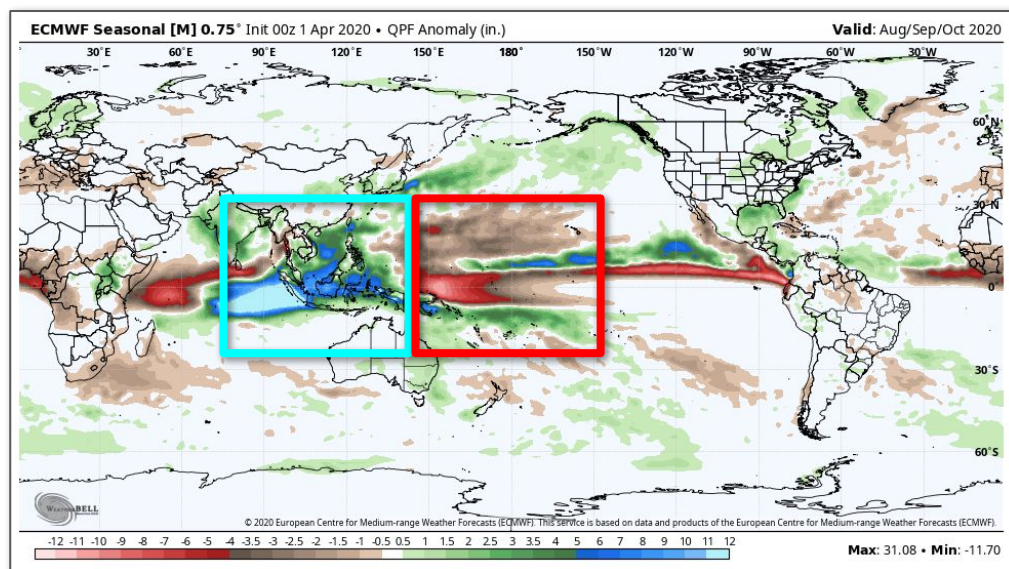 ECMWF Seasonal [M] 0.75° Init 00z 1 Apr 2020 • QPF Anomaly (in.) Valid: Aug/Sep/Oct 2020
30°E 60°E 90°E 120°E 150°E 180° 150°W 120°W 90°W 60°W 30°W
60°N
30°N
0°
30°S
60°S
WEATHERBELL
© 2020 European Centre for Medium-range Weather Forecasts (ECMWF). This service is based on data and products of the European Centre for Medium-range Weather Forecasts (ECMWF).
-12 -11 -10 -9 -8 -7 -6 -5 -4 -3.5 -3 -2.5 -2 -1.5 -1 -0.5 0.5 1 1.5 2 2.5 3 3.5 4 5 6 7 8 9 10 11 12 Max: 31.08 • Min: -11.70